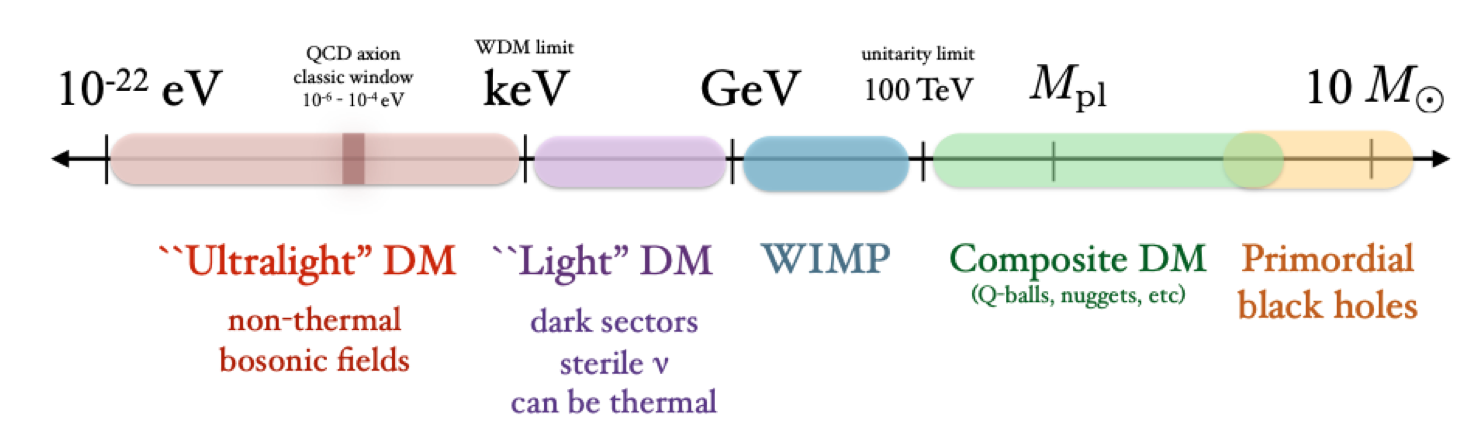 QCD axion
classic window
10-6 - 10-4 eV
WDM limit
unitarity limit
10-22 eV
keV
GeV
100 TeV
Mpl
10 M⊙
``Ultralight” DM
non-thermal
bosonic fields
``Light” DM
dark sectors
sterile ν
can be thermal
WIMP
Composite DM
(Q-balls, nuggets, etc)
Primordial
black holes